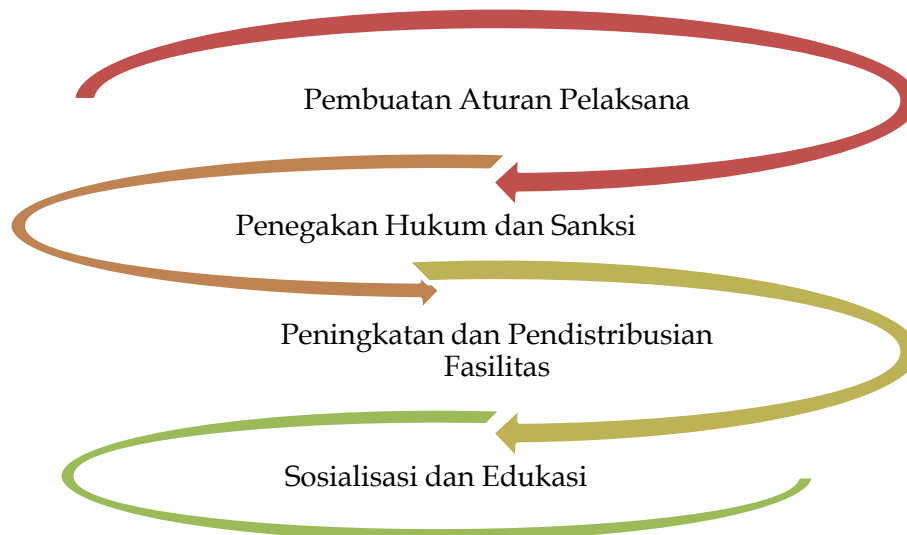 Pembuatan Aturan Pelaksana
Penegakan Hukum dan Sanksi
Peningkatan dan Pendistribusian
Fasilitas
Sosialisasi dan Edukasi